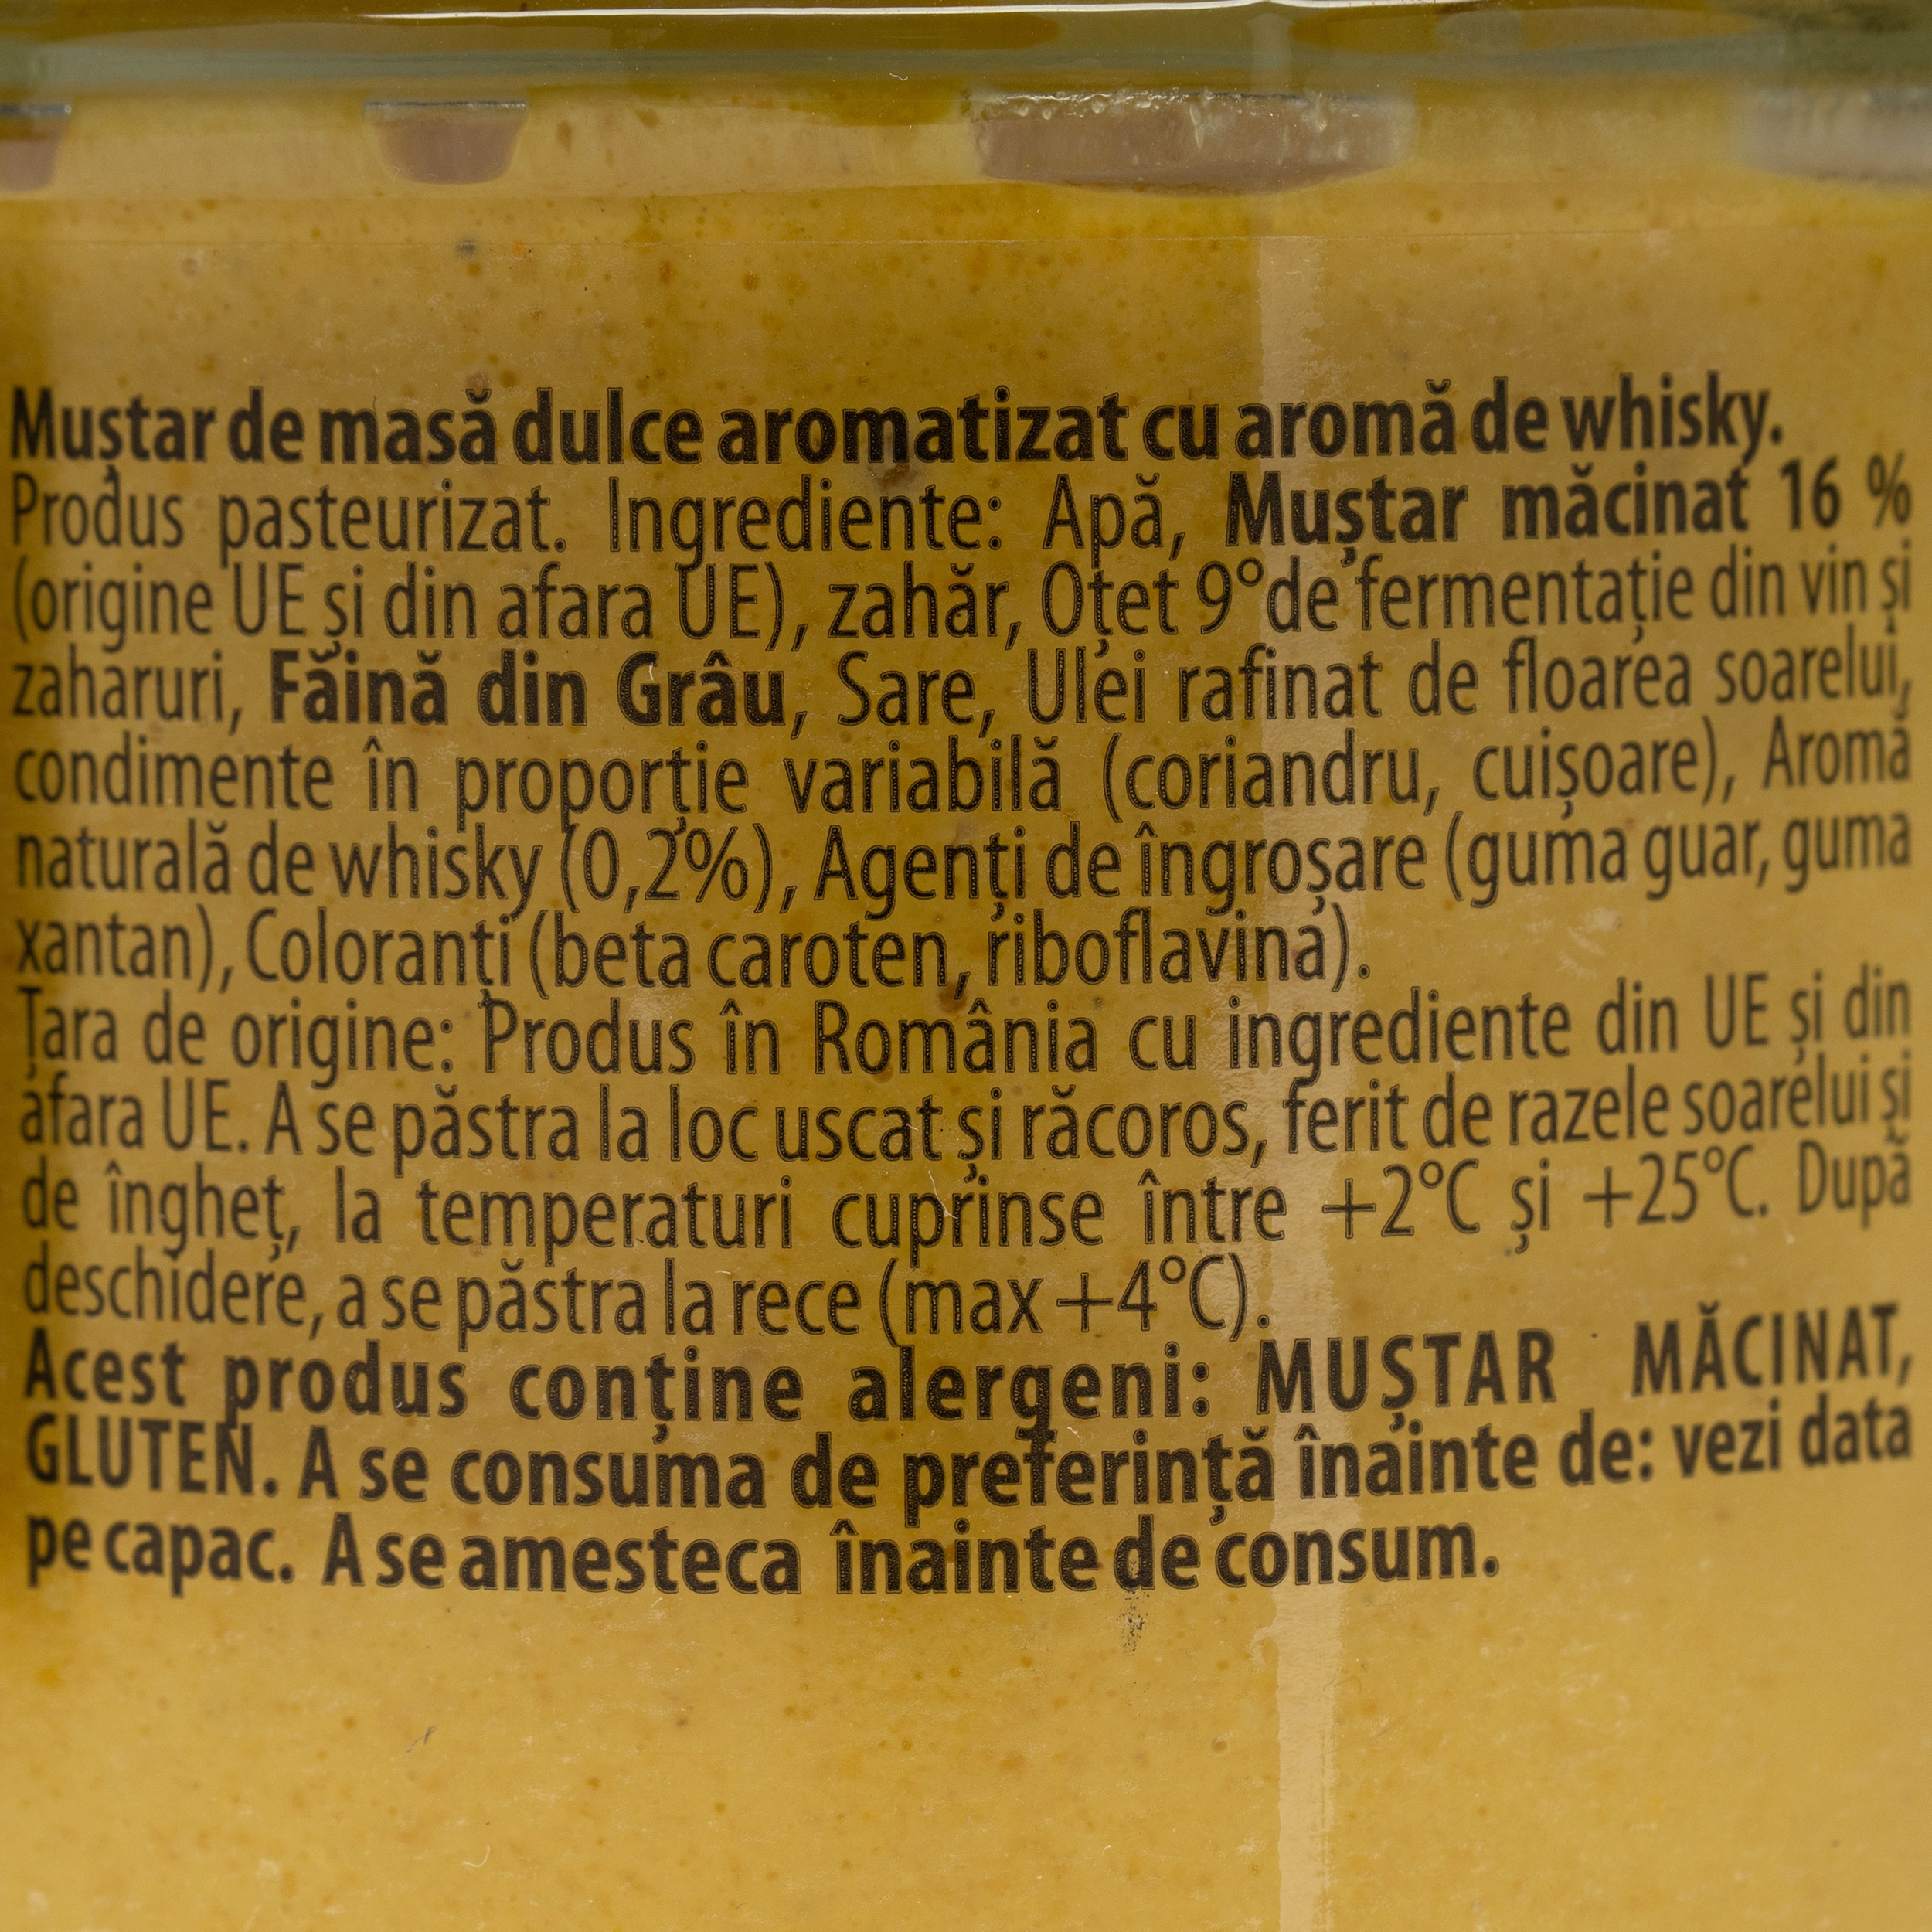 Muștar de masă dulce aromatizat cu aromă de whisky.
Produs pasteurizat. Ingrediente: Apă, Muștar măcinat 16 %
(origine UE și din afara UE), zahăr, Oțet 9°de fermentație din vin și
zaharuri, Făină din Grâu, Sare, Ulei rafinat de floarea soarelui,
condimente în proporție variabilă (coriandru, cuișoare), Aromă
naturală de whisky (0,2%), Agenți de îngroșare (guma guar, guma
xantan), Coloranți (beta caroten, riboflavina).
Țara de origine: Produs în România cu ingrediente din UE și din
afara UE. A se păstra la loc uscat și răcoros, ferit de razele soarelui și
de îngheț, la temperaturi cuprinse între +2°C și +25°C. După
deschidere, a se păstra la rece (max +4°C).
Acest produs conține alergeni: MUȘTAR MĂCINAT,
GLUTEN. A se consuma de preferință înainte de: vezi data
pe capac. A se amesteca înainte de consum.